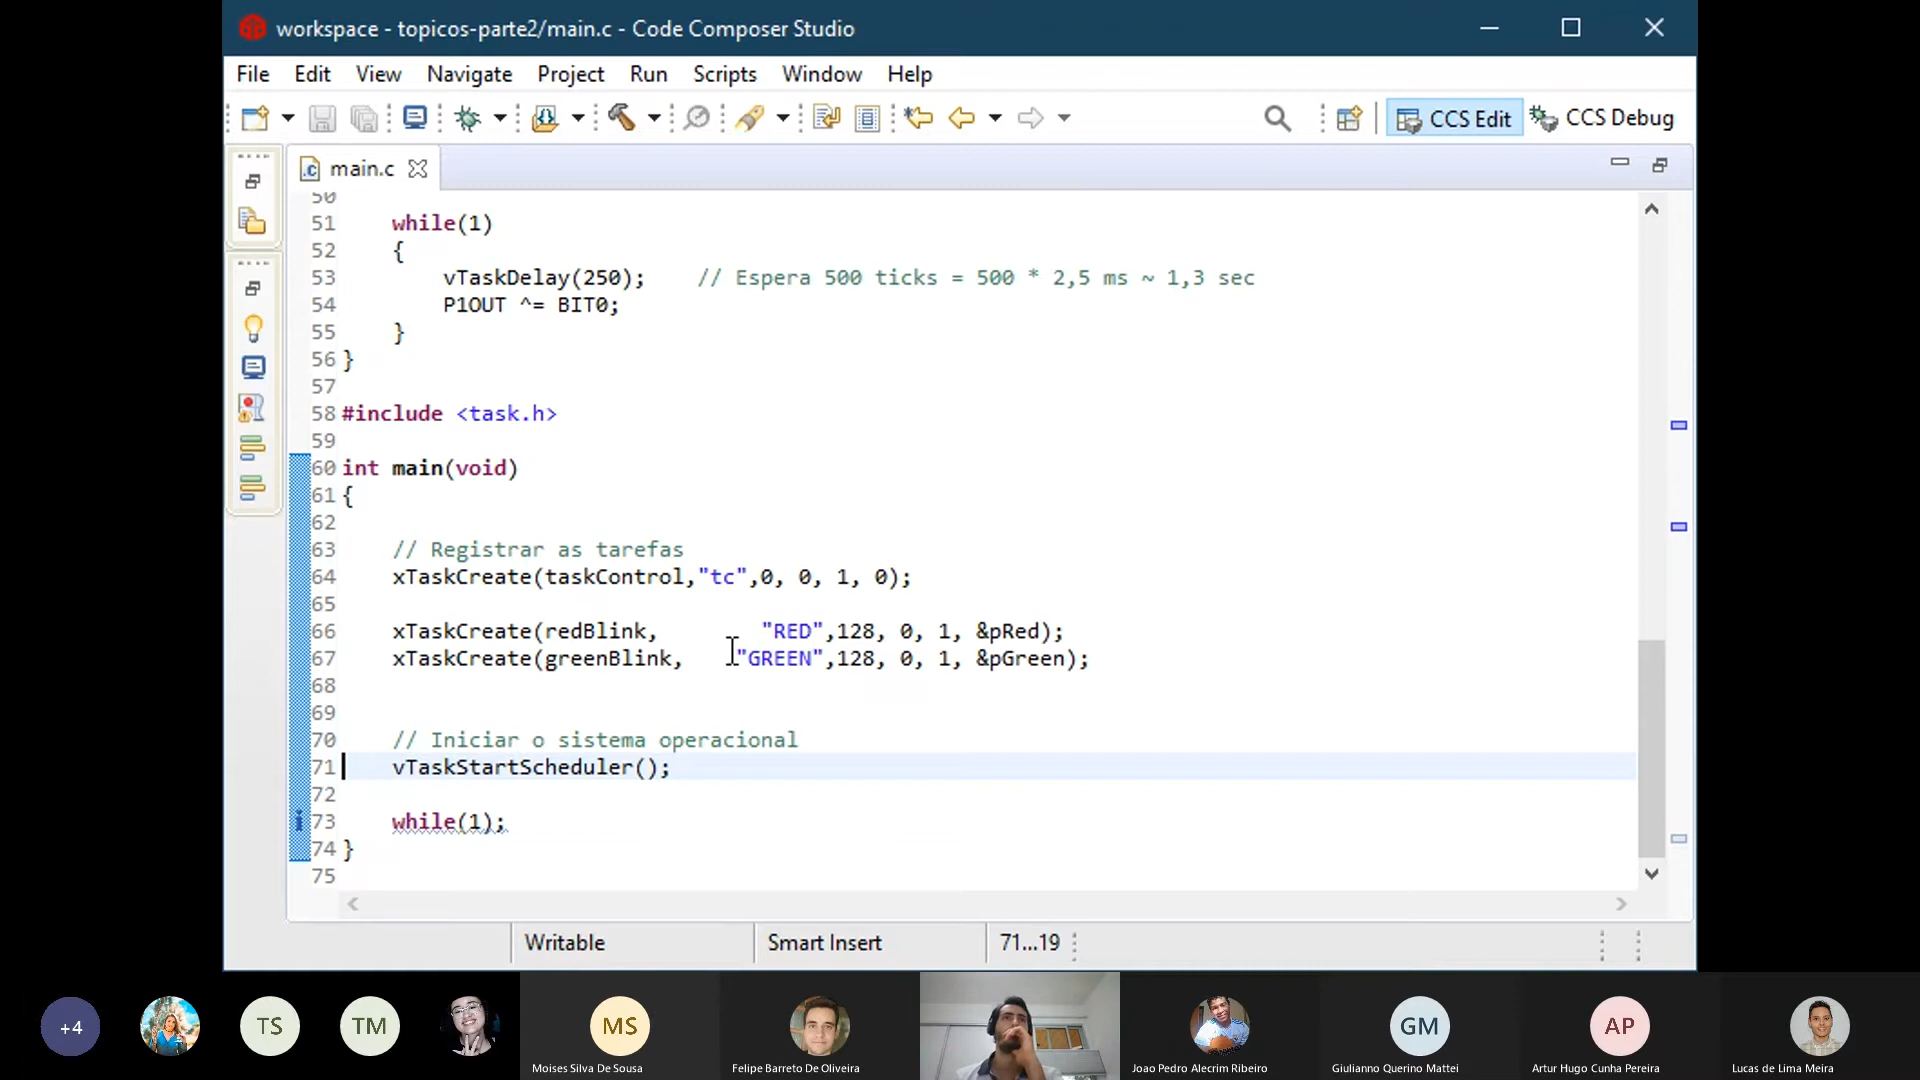 workspace - topicos-parte2/main.c - Code Composer Studio
File Edit View Navigate Project Run Scripts Window Help
CCS Edit CCS Debug
main.c
50
51     while(1)
52     {
53         vTaskDelay(250);    // Espera 500 ticks = 500 * 2,5 ms ~ 1,3 sec
54         P1OUT ^= BIT0;
55     }
56 }
57
58 #include <task.h>
59
60 int main(void)
61 {
62
63     // Registrar as tarefas
64     xTaskCreate(taskControl,"tc",0, 0, 1, 0);
65
66     xTaskCreate(redBlink,        "RED",128, 0, 1, &pRed);
67     xTaskCreate(greenBlink,    "GREEN",128, 0, 1, &pGreen);
68
69
70     // Iniciar o sistema operacional
71     vTaskStartScheduler();
72
73     while(1);
74 }
75
Writable Smart Insert 71...19
+4 TS TM MS GM AP
Moises Silva De Sousa Felipe Barreto De Oliveira Joao Pedro Alecrim Ribeiro Giulianno Querino Mattei Artur Hugo Cunha Pereira Lucas de Lima Meira